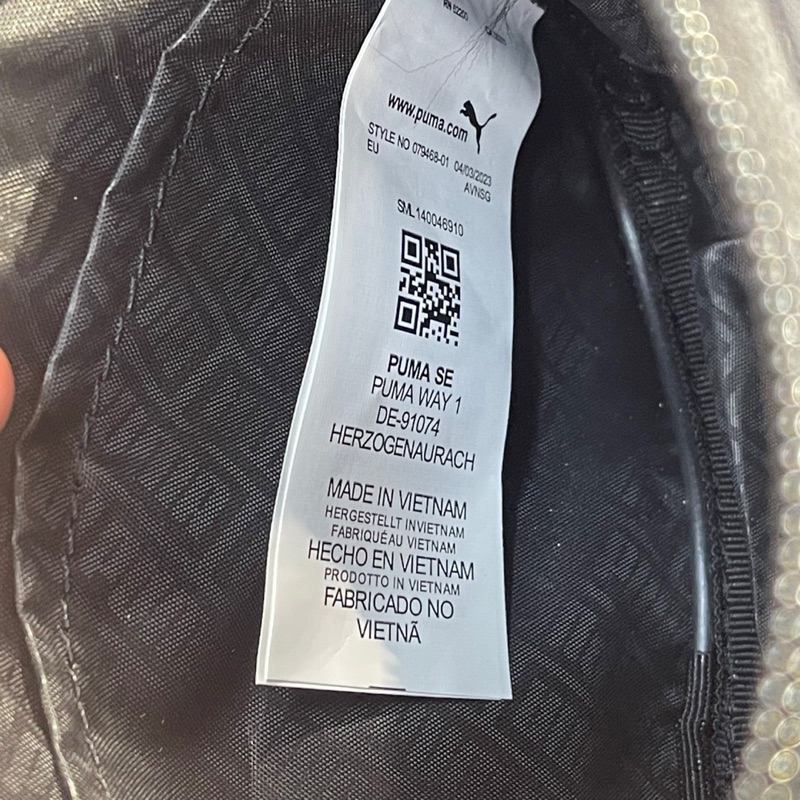 www.puma.com
STYLE NO 079468-01 04/03/2023
EU AVNSG
SML 140046910
PUMA SE
PUMA WAY 1
DE-91074
HERZOGENAURACH
MADE IN VIETNAM
HERGESTELLT INVIETNAM
FABRIQUÉAU VIETNAM
HECHO EN VIETNAM
PRODOTTO IN VIETNAM
FABRICADO NO
VIETNÃ